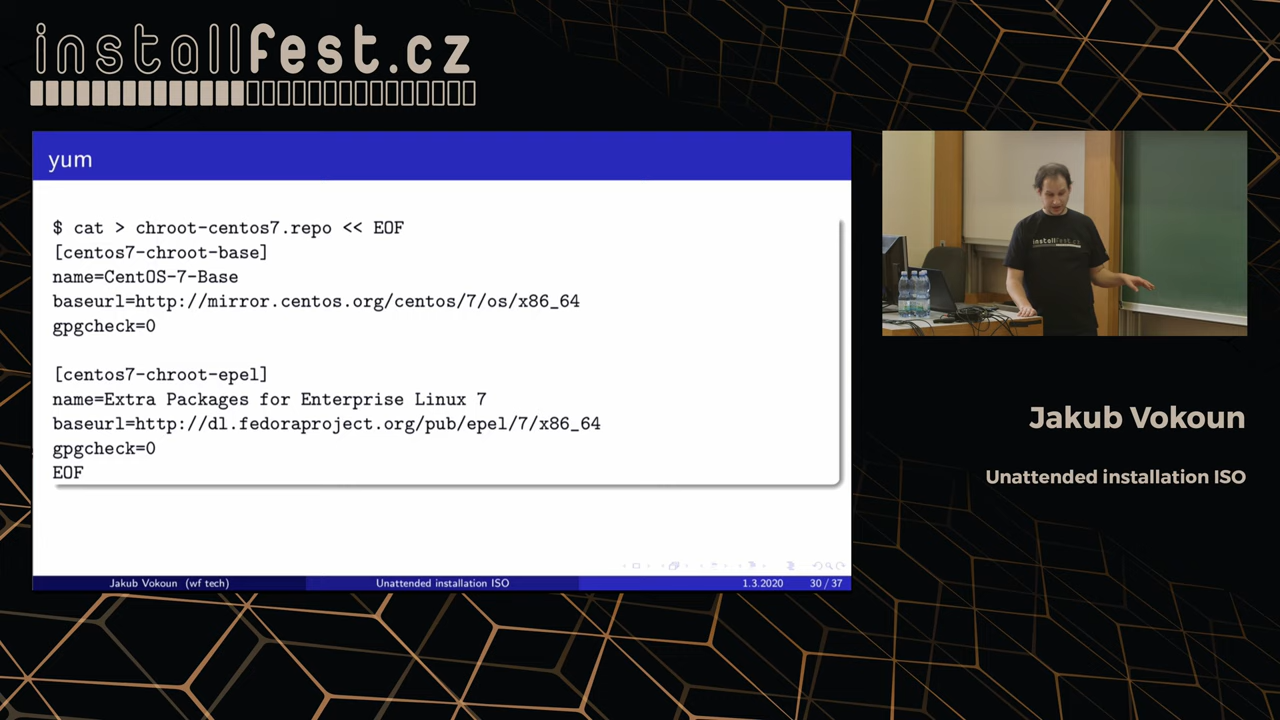 installfest.cz
yum
$ cat > chroot-centos7.repo << EOF
[centos7-chroot-base]
name=CentOS-7-Base
baseurl=http://mirror.centos.org/centos/7/os/x86_64
gpgcheck=0
[centos7-chroot-epel]
name=Extra Packages for Enterprise Linux 7
baseurl=http://dl.fedoraproject.org/pub/epel/7/x86_64
gpgcheck=0
EOF
Jakub Vokoun (wf tech) Unattended installation ISO 1.3.2020 30 / 37
installfest.cz
Jakub Vokoun
Unattended installation ISO